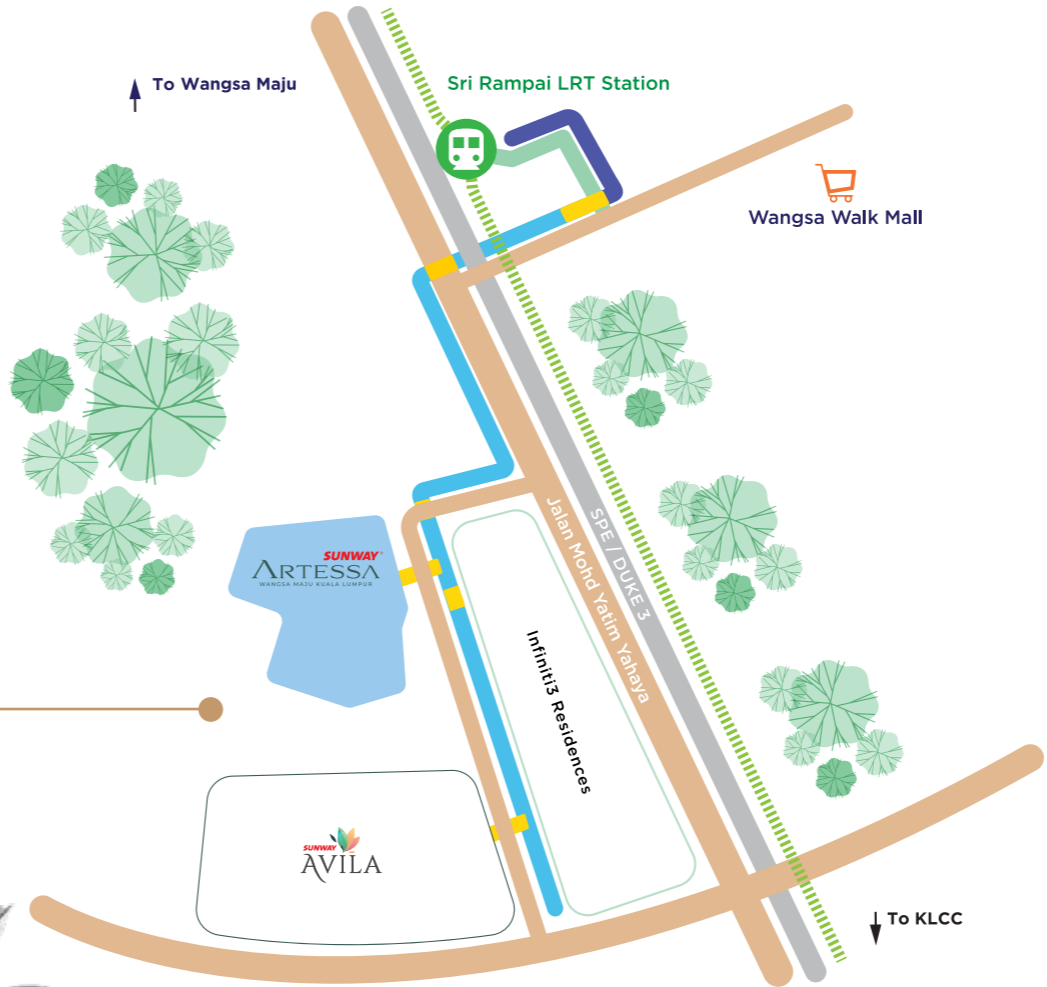 To Wangsa Maju
Sri Rampai LRT Station
Wangsa Walk Mall
SUNWAY®
ARTESSA
WANGSA MAJU KUALA LUMPUR
Jalan Mohd Yatim Yahaya
SPE / DUKE 3
Infiniti3 Residences
SUNWAY
AVILA
To KLCC